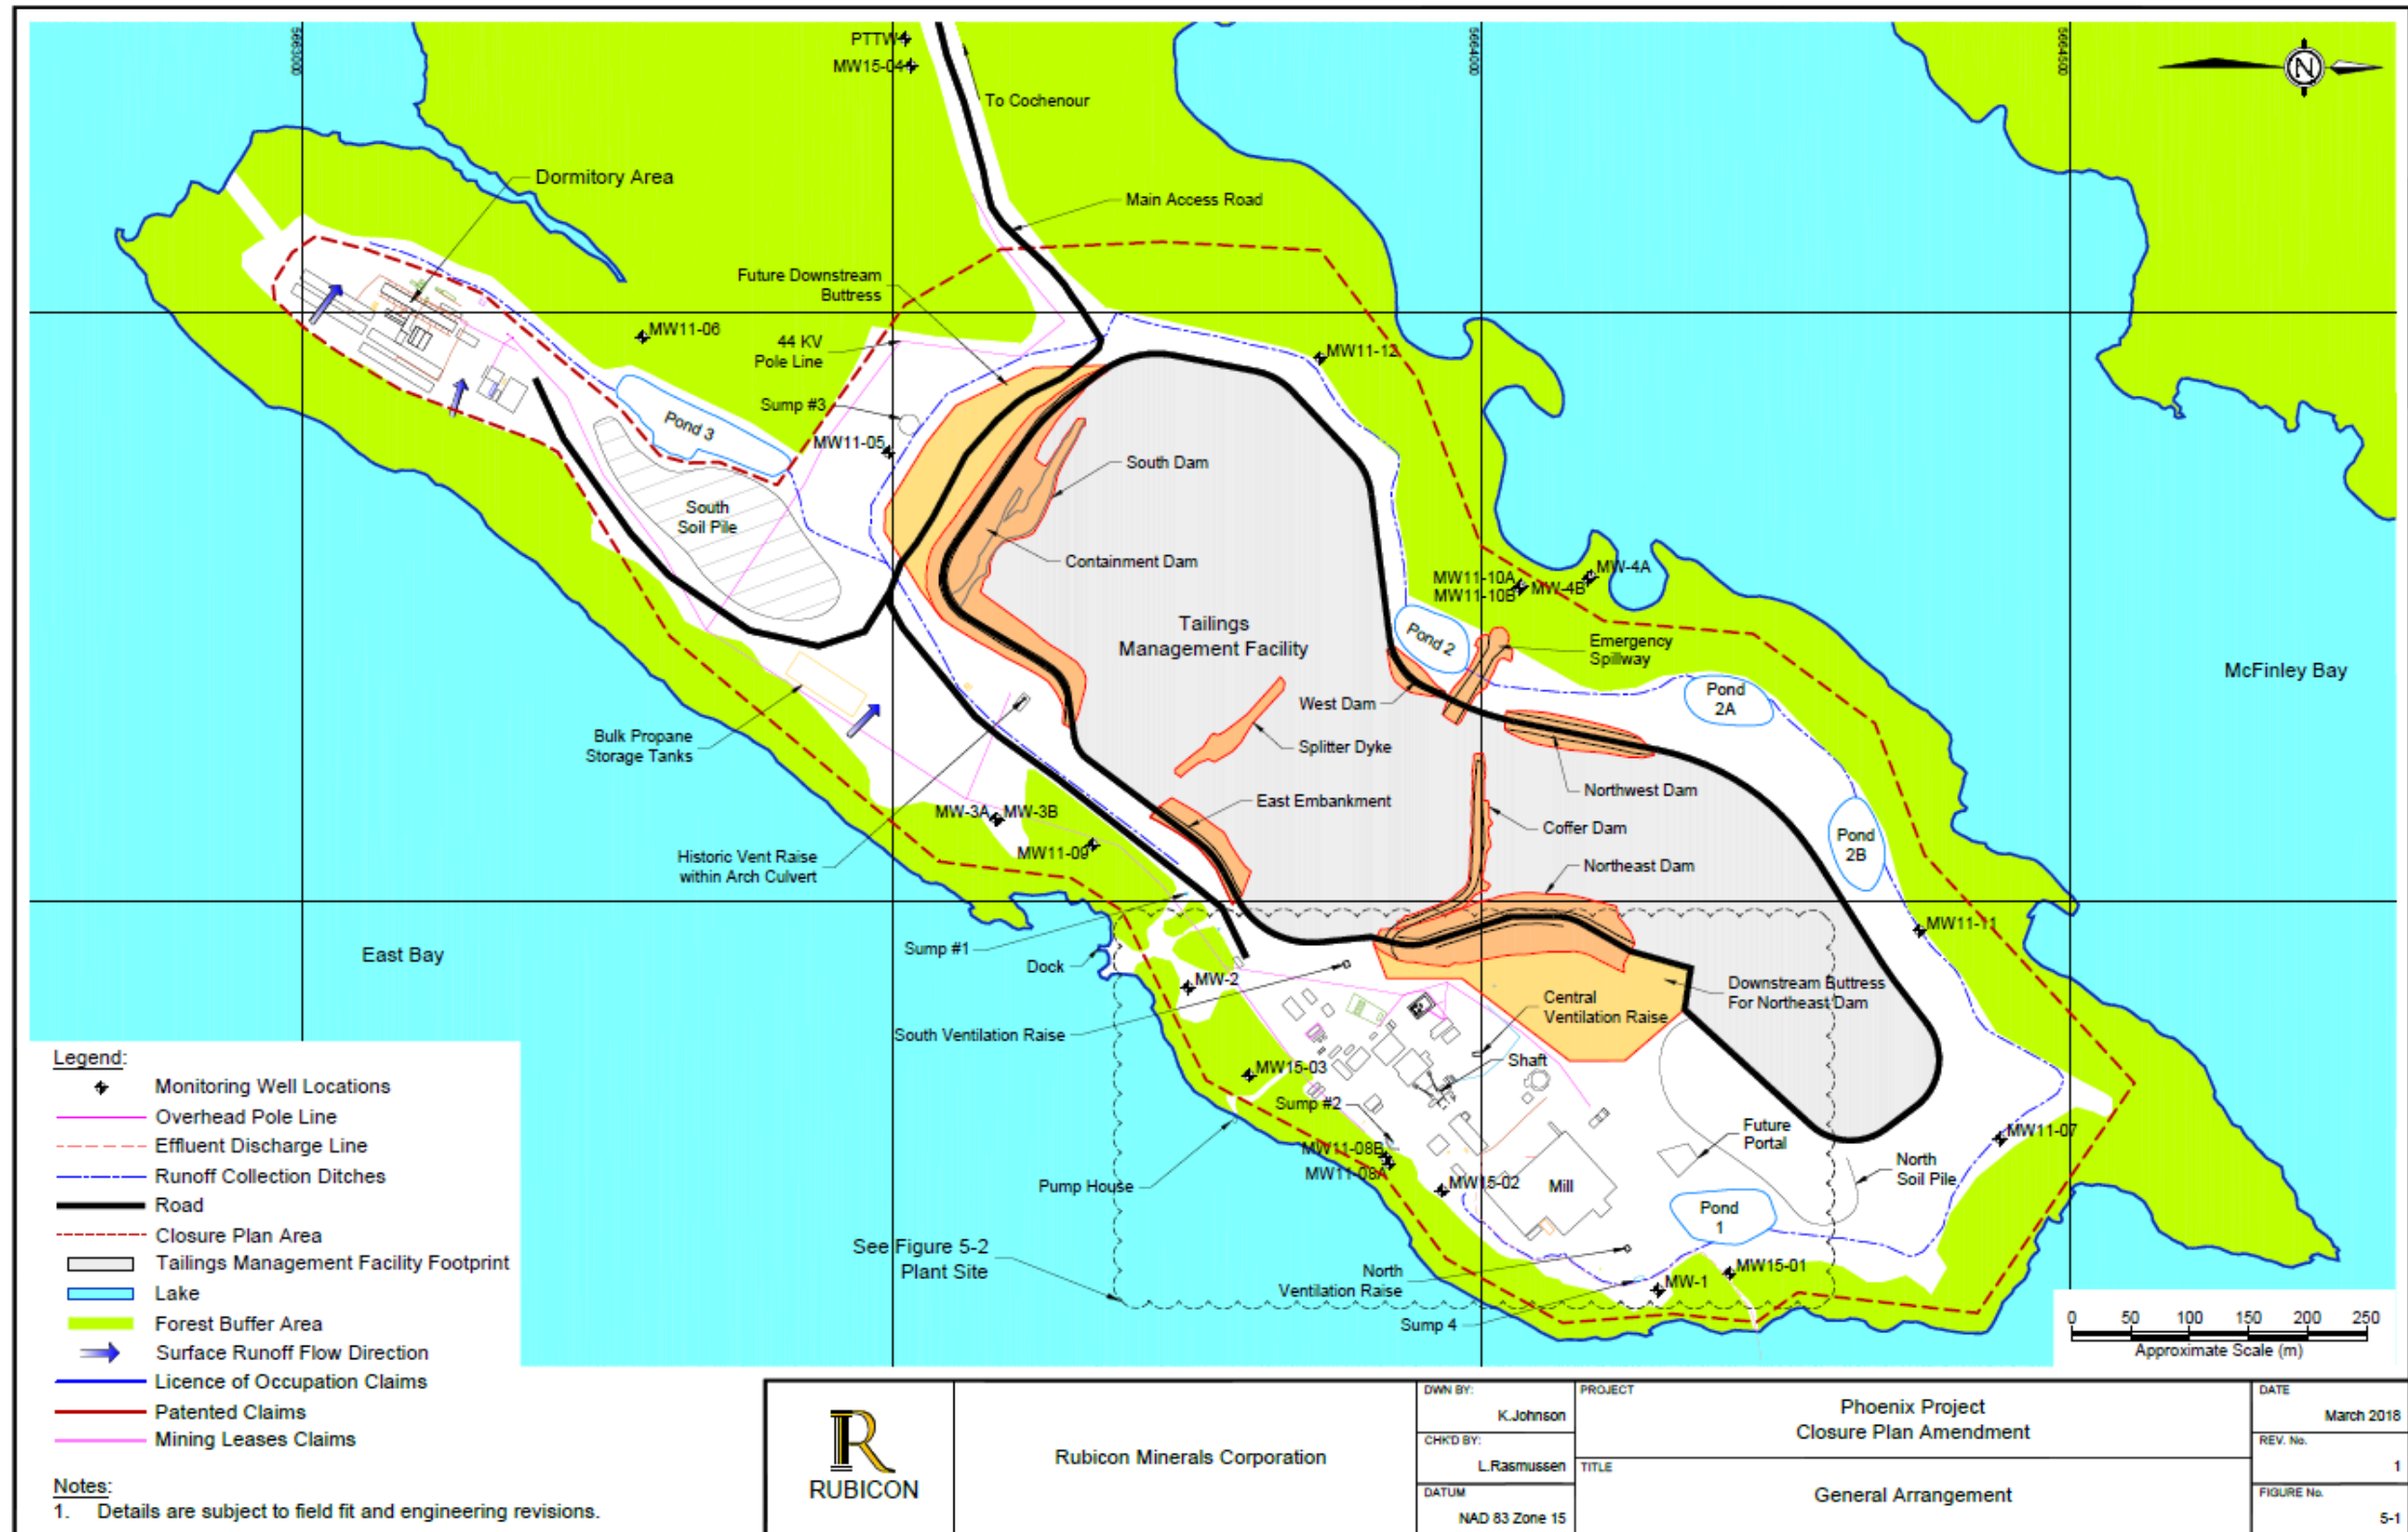 5663000
5664000
5664500
PTTW
MW15-04
To Cochenour
N
Dormitory Area
Main Access Road
Future Downstream
Buttress
MW11-06
44 KV
Pole Line
MW11-12
Sump #3
Pond 3
MW11-05
South Dam
South
Soil Pile
Containment Dam
MW11-10A
MW11-10B
MW-4B
MW-4A
Tailings
Management Facility
Pond 2
Emergency
Spillway
McFinley Bay
West Dam
Pond
2A
Bulk Propane
Storage Tanks
Splitter Dyke
Northwest Dam
East Embankment
MW-3A
MW-3B
Coffer Dam
Pond
2B
MW11-09
Historic Vent Raise
within Arch Culvert
Northeast Dam
MW11-11
East Bay
Sump #1
Dock
MW-2
Downstream Buttress
For Northeast Dam
Central
Ventilation Raise
South Ventilation Raise
Shaft
MW15-03
Sump #2
Future
Portal
MW11-07
MW11-08B
MW11-08A
North
Soil Pile
Pump House
MW15-02
Mill
Pond
1
See Figure 5-2
Plant Site
North
Ventilation Raise
MW-1
MW15-01
Sump 4
0 50 100 150 200 250
Approximate Scale (m)
Legend:
Monitoring Well Locations
Overhead Pole Line
Effluent Discharge Line
Runoff Collection Ditches
Road
Closure Plan Area
Tailings Management Facility Footprint
Lake
Forest Buffer Area
Surface Runoff Flow Direction
Licence of Occupation Claims
Patented Claims
Mining Leases Claims
Notes:
1. Details are subject to field fit and engineering revisions.
R
RUBICON
Rubicon Minerals Corporation
DWN BY:
K.Johnson
CHK'D BY:
L.Rasmussen
DATUM
NAD 83 Zone 15
PROJECT
Phoenix Project
Closure Plan Amendment
TITLE
General Arrangement
DATE
March 2018
REV. No.
1
FIGURE No.
5-1